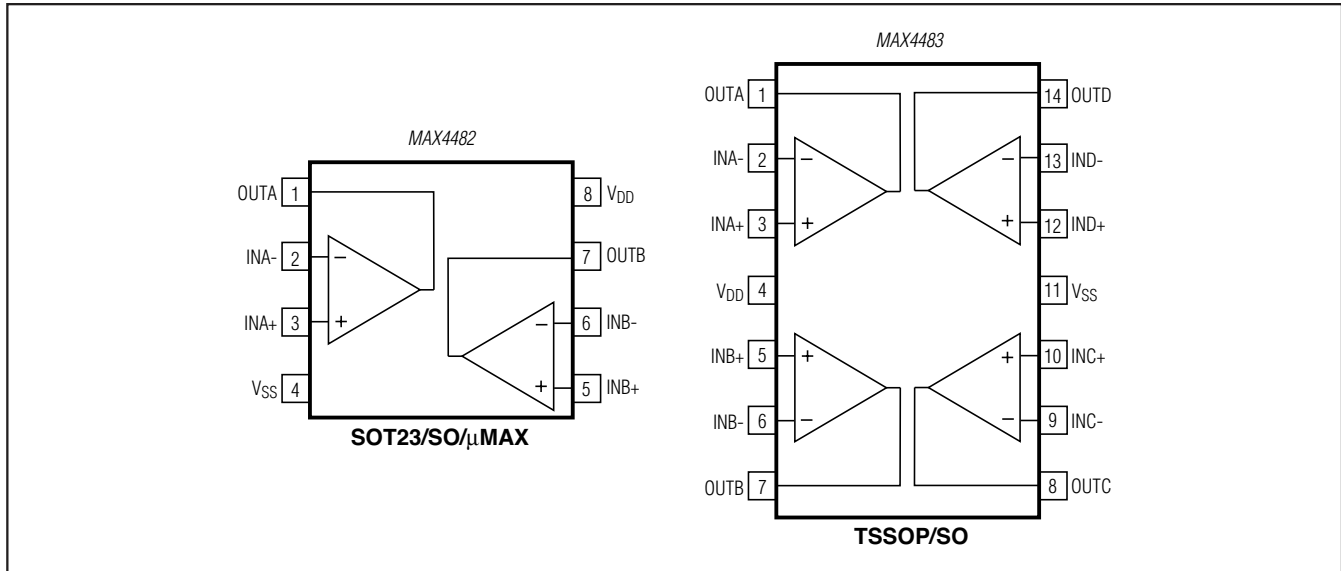 MAX4482
OUTA 1
INA- 2
INA+ 3
VSS 4
8 VDD
7 OUTB
6 INB-
5 INB+
− +
− +
SOT23/SO/µMAX
MAX4483
OUTA 1
INA- 2
INA+ 3
VDD 4
INB+ 5
INB- 6
OUTB 7
14 OUTD
13 IND-
12 IND+
11 VSS
10 INC+
9 INC-
8 OUTC
− +
− +
+ −
+ −
TSSOP/SO